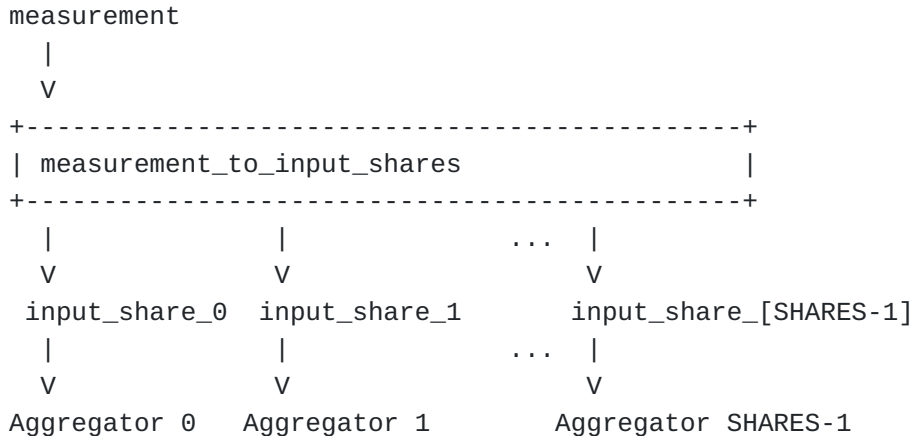 measurement
|
V
+----------------------------------------------+
| measurement_to_input_shares                  |
+----------------------------------------------+
  |              |              ...  |
  V              V                   V
 input_share_0  input_share_1       input_share_[SHARES-1]
  |              |              ...  |
  V              V                   V
Aggregator 0   Aggregator 1        Aggregator SHARES-1